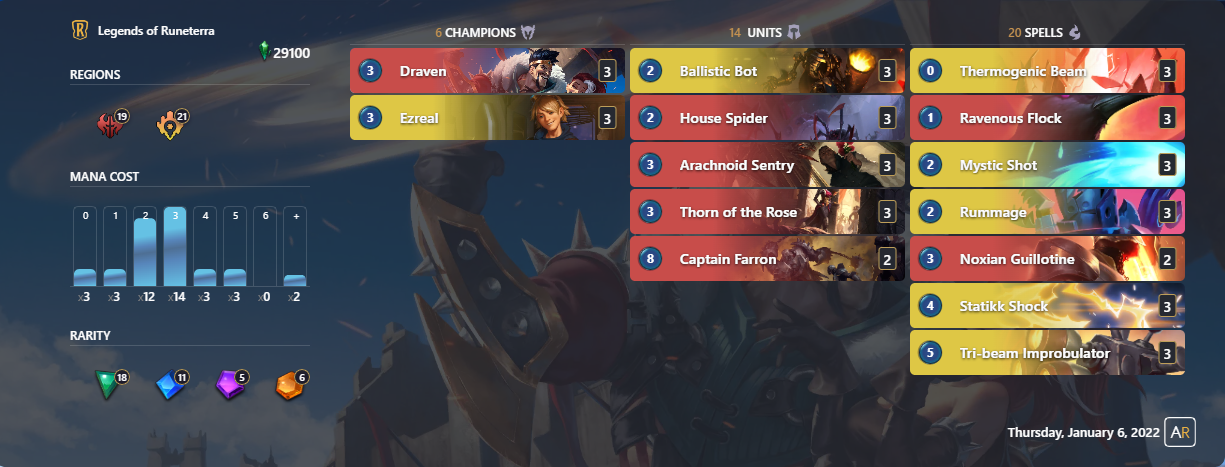 Legends of Runeterra
29100
REGIONS
19 21
MANA COST
0 1 2 3 4 5 6 +
x3 x3 x12 x14 x3 x3 x0 x2
RARITY
18 11 5 6
6 CHAMPIONS
3 Draven 3
3 Ezreal 3
14 UNITS
2 Ballistic Bot 3
2 House Spider 3
3 Arachnoid Sentry 3
3 Thorn of the Rose 3
8 Captain Farron 2
20 SPELLS
0 Thermogenic Beam 3
1 Ravenous Flock 3
2 Mystic Shot 3
2 Rummage 3
3 Noxian Guillotine 2
4 Statikk Shock 3
5 Tri-beam Improbulator 3
Thursday, January 6, 2022 AR